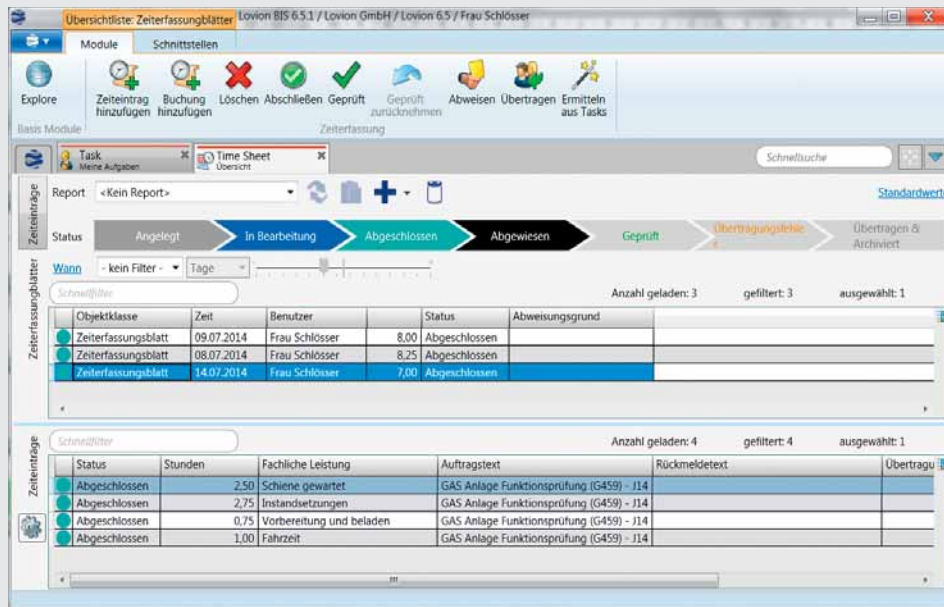 Übersichtliste: Zeiterfassungblätter Lovion BIS 6.5.1 / Lovion GmbH / Lovion 6.5 / Frau Schlösser
Module Schnittstellen
Explore Zeiteintrag hinzufügen Buchung hinzufügen Löschen Abschließen Geprüft Geprüft zurücknehmen Abweisen Übertragen Ermitteln aus Tasks
Basis Module Zeiterfassung
Task Meine Aufgaben Time Sheet Übersicht Schnellsuche
Zeiteinträge
Zeiterfassungsblätter
Report <Kein Report> Standardwerte
Status Angelegt In Bearbeitung Abgeschlossen Abgewiesen Geprüft Übertragungsfehler Übertragen & Archiviert
Wann - kein Filter - Tage
Schnellfilter Anzahl geladen: 3 gefiltert: 3 ausgewählt: 1
Objektklasse Zeit Benutzer Status Abweisungsgrund
Zeiterfassungsblatt 09.07.2014 Frau Schlösser 8,00 Abgeschlossen
Zeiterfassungsblatt 08.07.2014 Frau Schlösser 8,25 Abgeschlossen
Zeiterfassungsblatt 14.07.2014 Frau Schlösser 7,00 Abgeschlossen
Zeiteinträge
Schnellfilter Anzahl geladen: 4 gefiltert: 4 ausgewählt: 1
Status Stunden Fachliche Leistung Auftragstext Rückmeldetext Übertragu
Abgeschlossen 2,50 Schiene gewartet GAS Anlage Funktionsprüfung (G459) - J14
Abgeschlossen 2,75 Instandsetzungen GAS Anlage Funktionsprüfung (G459) - J14
Abgeschlossen 0,75 Vorbereitung und beladen GAS Anlage Funktionsprüfung (G459) - J14
Abgeschlossen 1,00 Fahrzeit GAS Anlage Funktionsprüfung (G459) - J14